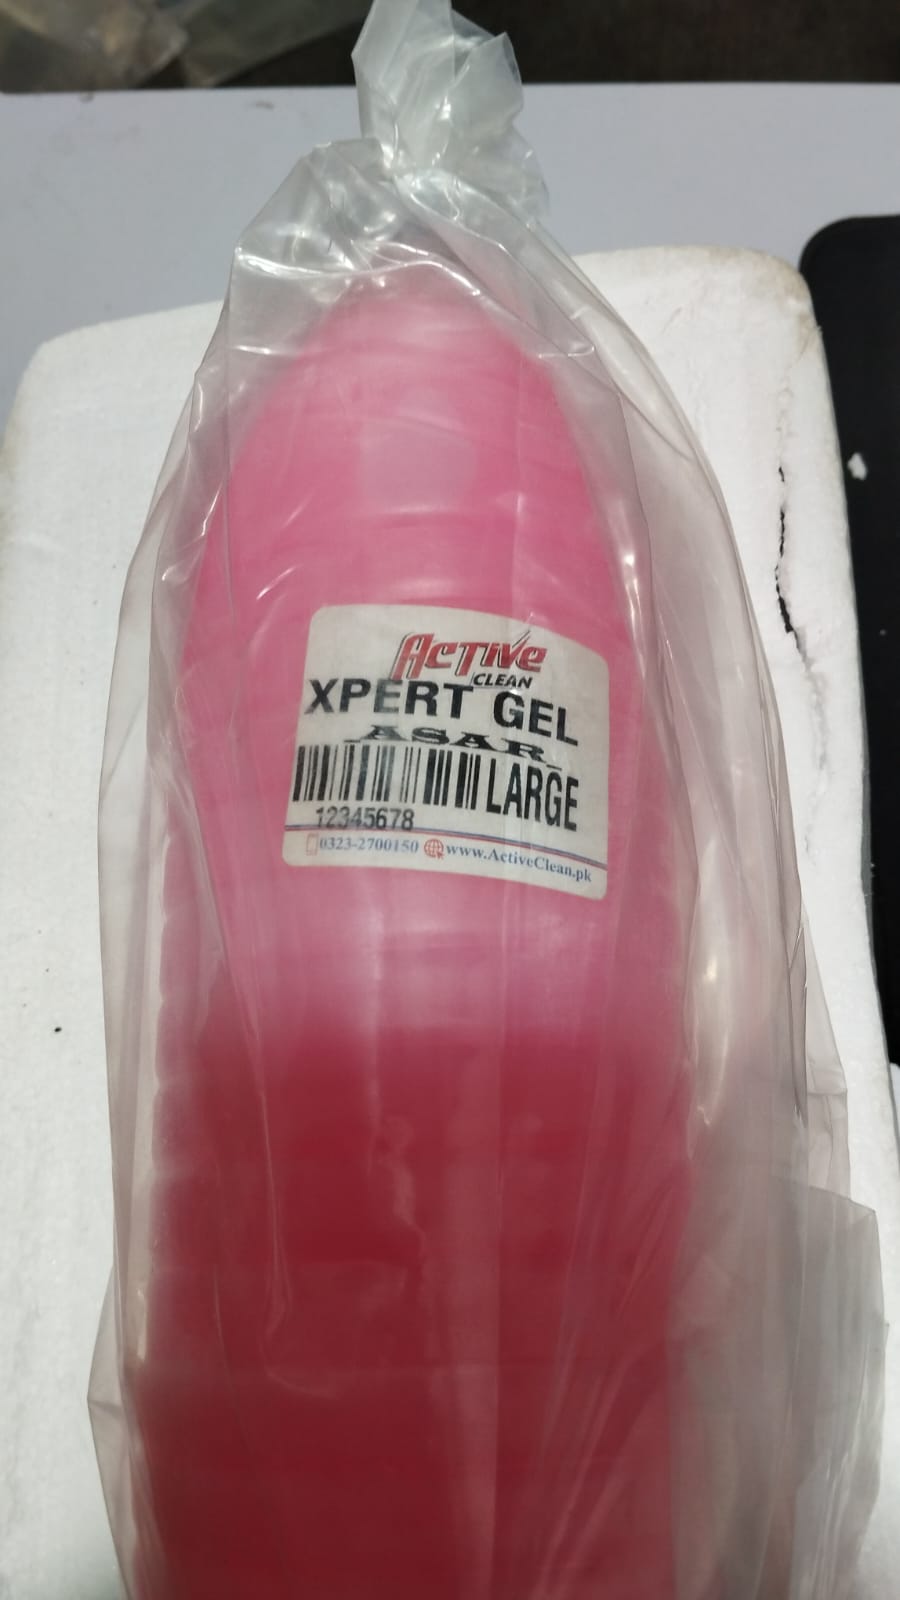 Active
CLEAN
XPERT GEL
ASAR
LARGE
12345678
0323-2700150 www.ActiveClean.pk